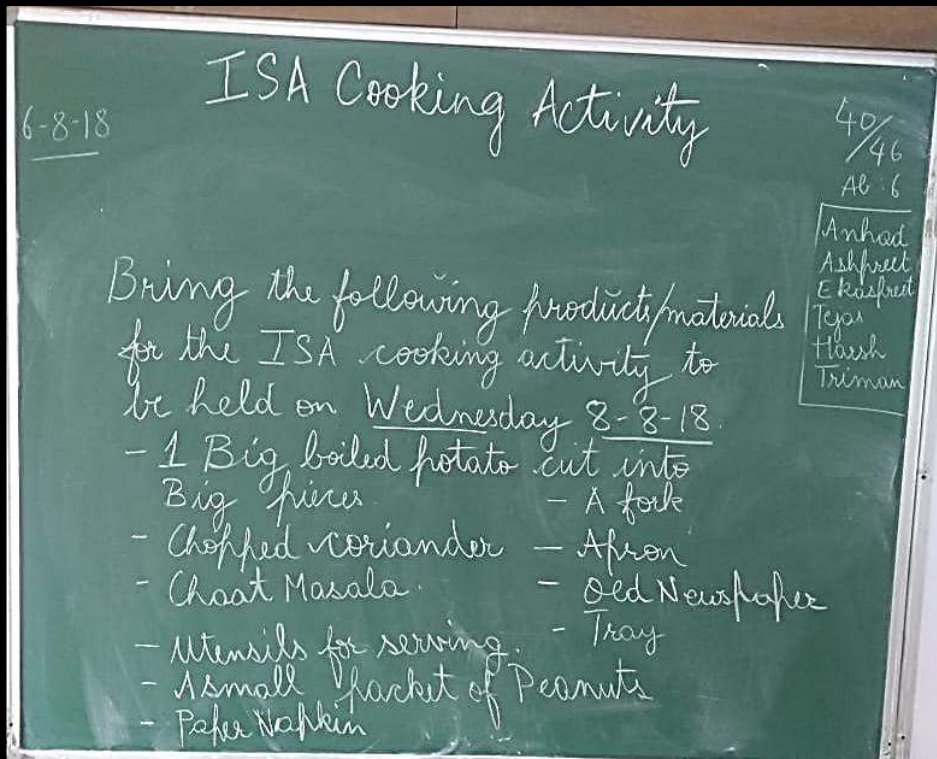 ISA Cooking Activity
6-8-18
40/46
Ab : 6
Anhad
Ashpreet
Ekaspreet
Tejas
Harsh
Triman
Bring the following products/materials
for the ISA cooking activity to
be held on Wednesday 8-8-18.
- 1 Big boiled potato cut into
Big pieces
- Chopped coriander
- Chaat Masala.
- Utensils for serving.
- A small packet of Peanuts
- Paper Napkin
- A fork
- Apron
- Old Newspaper
- Tray